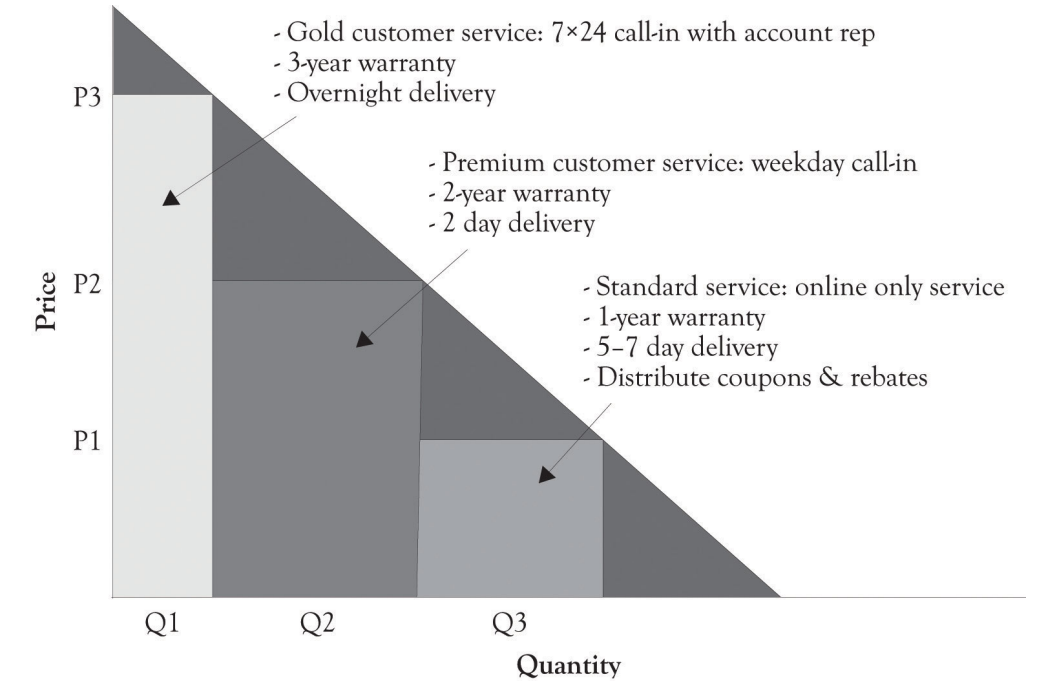 - Gold customer service: 7×24 call-in with account rep
- 3-year warranty
- Overnight delivery
P3
- Premium customer service: weekday call-in
- 2-year warranty
- 2 day delivery
P2
- Standard service: online only service
- 1-year warranty
- 5–7 day delivery
- Distribute coupons & rebates
Price
P1
Q1
Q2
Q3
Quantity